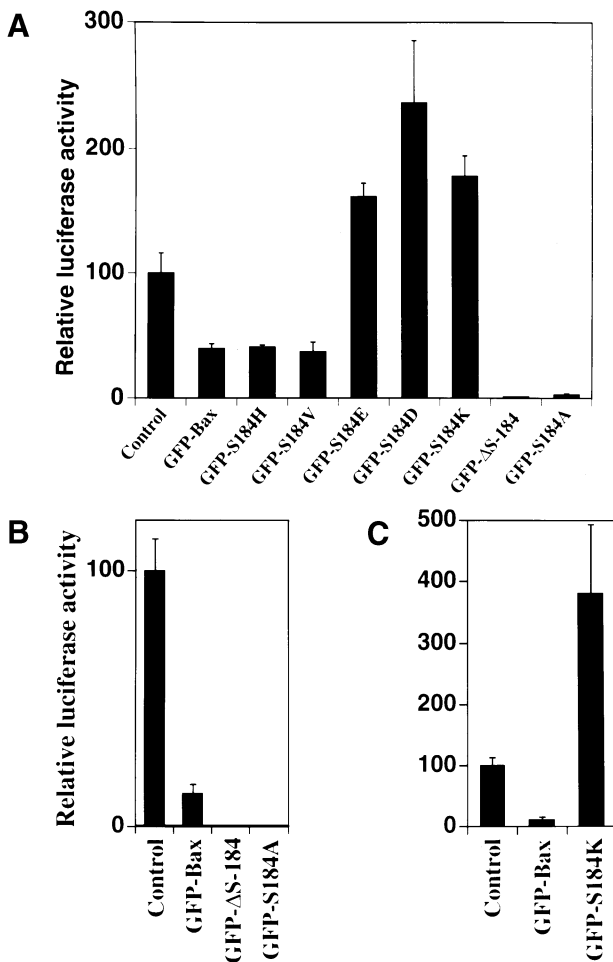 A
Relative luciferase activity
300
200
100
0
Control
GFP-Bax
GFP-S184H
GFP-S184V
GFP-S184E
GFP-S184D
GFP-S184K
GFP-ΔS-184
GFP-S184A
B
Relative luciferase activity
100
0
Control
GFP-Bax
GFP-ΔS-184
GFP-S184A
C
500
400
300
200
100
0
Control
GFP-Bax
GFP-S184K